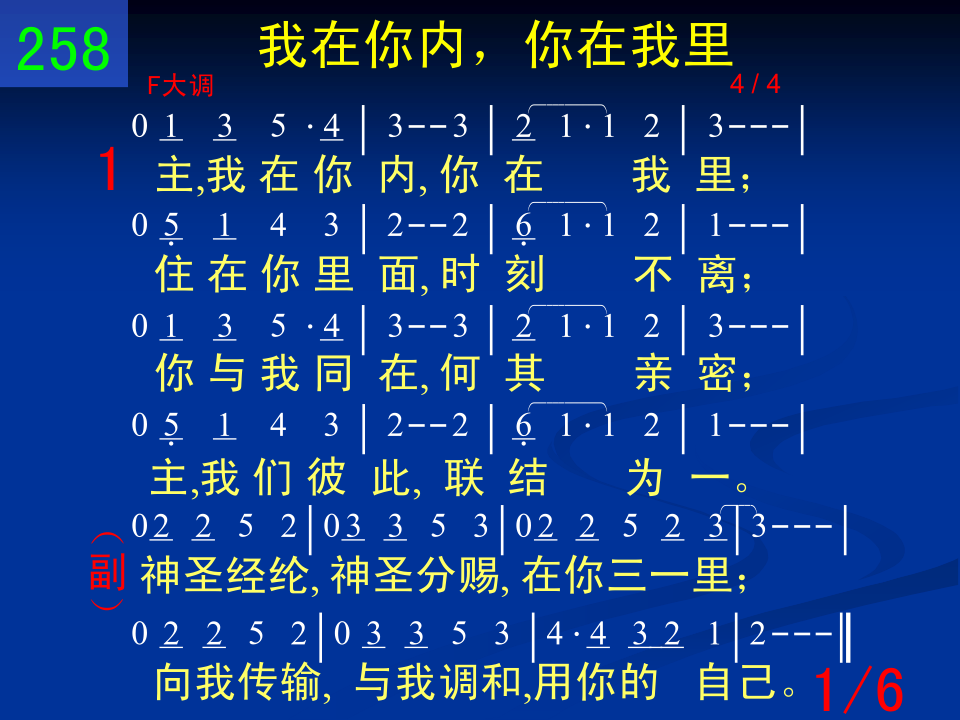 258
我在你内，你在我里
F大调 4/4
0 1 3 5 · 4 | 3--3 | 2 1·1 2 | 3---|
1
主,我 在 你 内, 你 在 我 里；
0 5 1 4 3 | 2--2 | 6 1·1 2 | 1---|
住 在 你 里 面, 时 刻 不 离；
0 1 3 5 · 4 | 3--3 | 2 1·1 2 | 3---|
你 与 我 同 在, 何 其 亲 密；
0 5 1 4 3 | 2--2 | 6 1·1 2 | 1---|
主,我 们 彼 此, 联 结 为 一。
0 2 2 5 2 | 0 3 3 5 3 | 0 2 2 5 2 3 | 3---|
（副）
神圣经纶, 神圣分赐, 在你三一里；
0 2 2 5 2 | 0 3 3 5 3 | 4 · 4 3 2 1 | 2---‖
向我传输, 与我调和,用你的 自己。
1/6